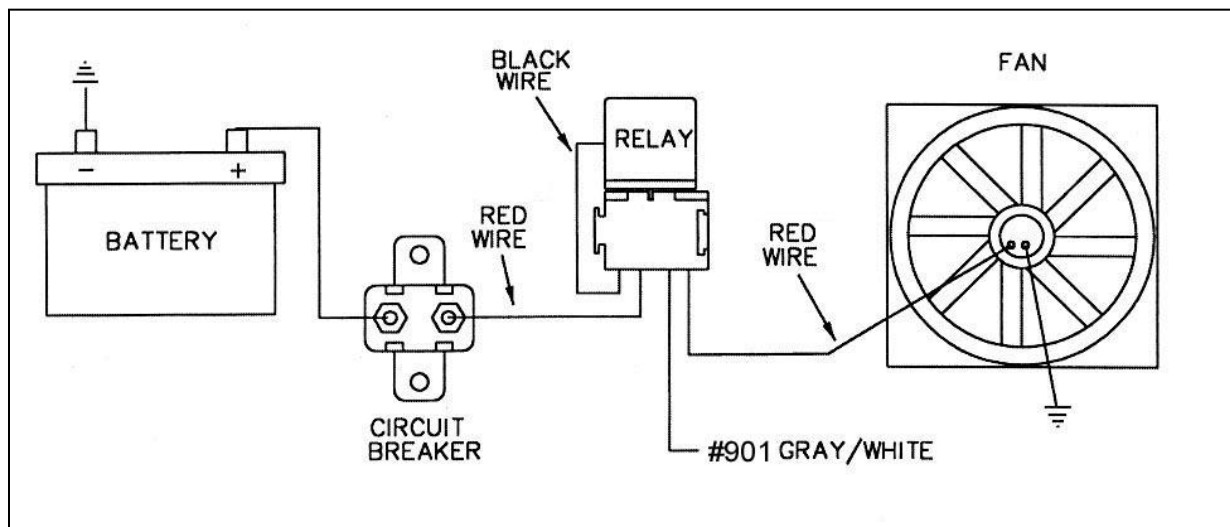 BLACK
WIRE
FAN
RELAY
-
+
BATTERY
RED
WIRE
RED
WIRE
CIRCUIT
BREAKER
#901 GRAY/WHITE